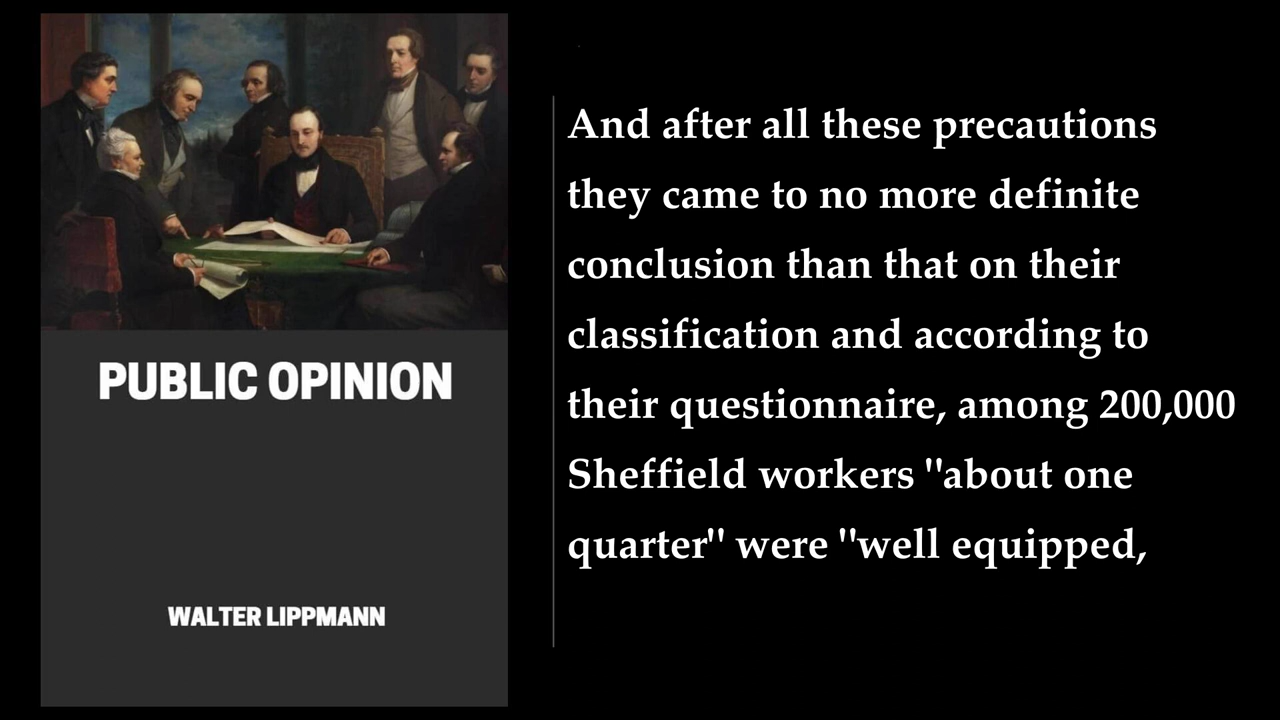 PUBLIC OPINION
WALTER LIPPMANN
And after all these precautions
they came to no more definite
conclusion than that on their
classification and according to
their questionnaire, among 200,000
Sheffield workers "about one
quarter" were "well equipped,